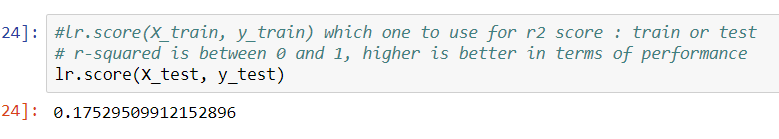 24]: #lr.score(X_train, y_train) which one to use for r2 score : train or test
# r-squared is between 0 and 1, higher is better in terms of performance
lr.score(X_test, y_test)
24]: 0.17529509912152896